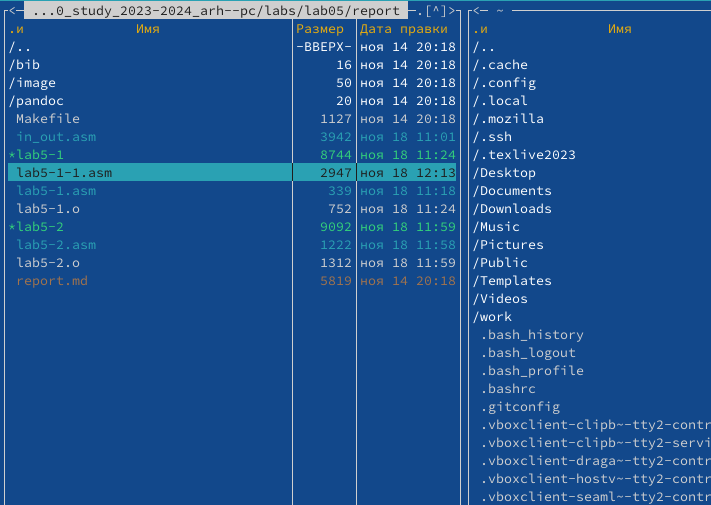 <— ...0_study_2023-2024_arh--pc/labs/lab05/report —.[^]>
.и Имя Размер Дата правки
/.. -ВВЕРХ- ноя 14 20:18
/bib 16 ноя 14 20:18
/image 50 ноя 14 20:18
/pandoc 20 ноя 14 20:18
Makefile 1127 ноя 14 20:18
in_out.asm 3942 ноя 18 11:01
*lab5-1 8744 ноя 18 11:24
lab5-1-1.asm 2947 ноя 18 12:13
lab5-1.asm 339 ноя 18 11:18
lab5-1.o 752 ноя 18 11:24
*lab5-2 9092 ноя 18 11:59
lab5-2.asm 1222 ноя 18 11:58
lab5-2.o 1312 ноя 18 11:59
report.md 5819 ноя 14 20:18
<— ~
.и Имя
/..
/.cache
/.config
/.local
/.mozilla
/.ssh
/.texlive2023
/Desktop
/Documents
/Downloads
/Music
/Pictures
/Public
/Templates
/Videos
/work
.bash_history
.bash_logout
.bash_profile
.bashrc
.gitconfig
.vboxclient-clipb~-tty2-contr
.vboxclient-clipb~-tty2-servi
.vboxclient-draga~-tty2-contr
.vboxclient-hostv~-tty2-contr
.vboxclient-seaml~-tty2-contr